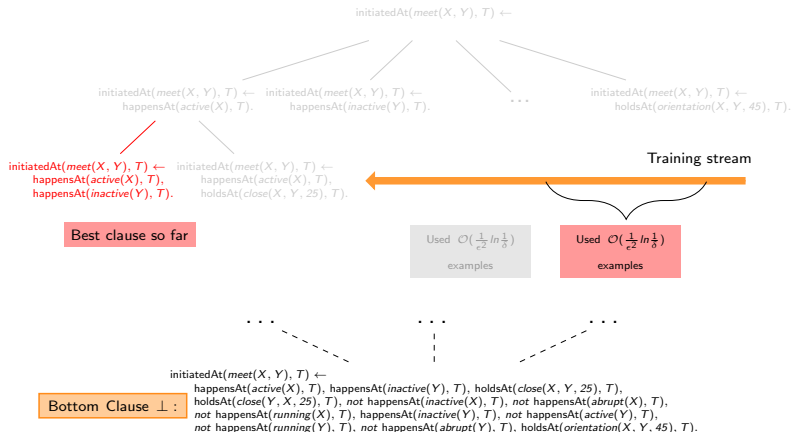 initiatedAt(meet(X, Y), T) ←
initiatedAt(meet(X, Y), T) ←
happensAt(active(X), T).
initiatedAt(meet(X, Y), T) ←
happensAt(inactive(Y), T).
...
initiatedAt(meet(X, Y), T) ←
holdsAt(orientation(X, Y, 45), T).
initiatedAt(meet(X, Y), T) ←
happensAt(active(X), T),
happensAt(inactive(Y), T).
initiatedAt(meet(X, Y), T) ←
happensAt(active(X), T),
holdsAt(close(X, Y, 25), T).
Training stream
Best clause so far
Used O(1/ϵ² ln 1/δ)
examples
Used O(1/ϵ² ln 1/δ)
examples
... ... ...
initiatedAt(meet(X, Y), T) ←
happensAt(active(X), T), happensAt(inactive(Y), T), holdsAt(close(X, Y, 25), T),
holdsAt(close(Y, X, 25), T), not happensAt(inactive(X), T), not happensAt(abrupt(X), T),
not happensAt(running(X), T), happensAt(inactive(Y), T), not happensAt(active(Y), T),
not happensAt(running(Y), T), not happensAt(abrupt(Y), T), holdsAt(orientation(X, Y, 45), T).
Bottom Clause ⊥ :